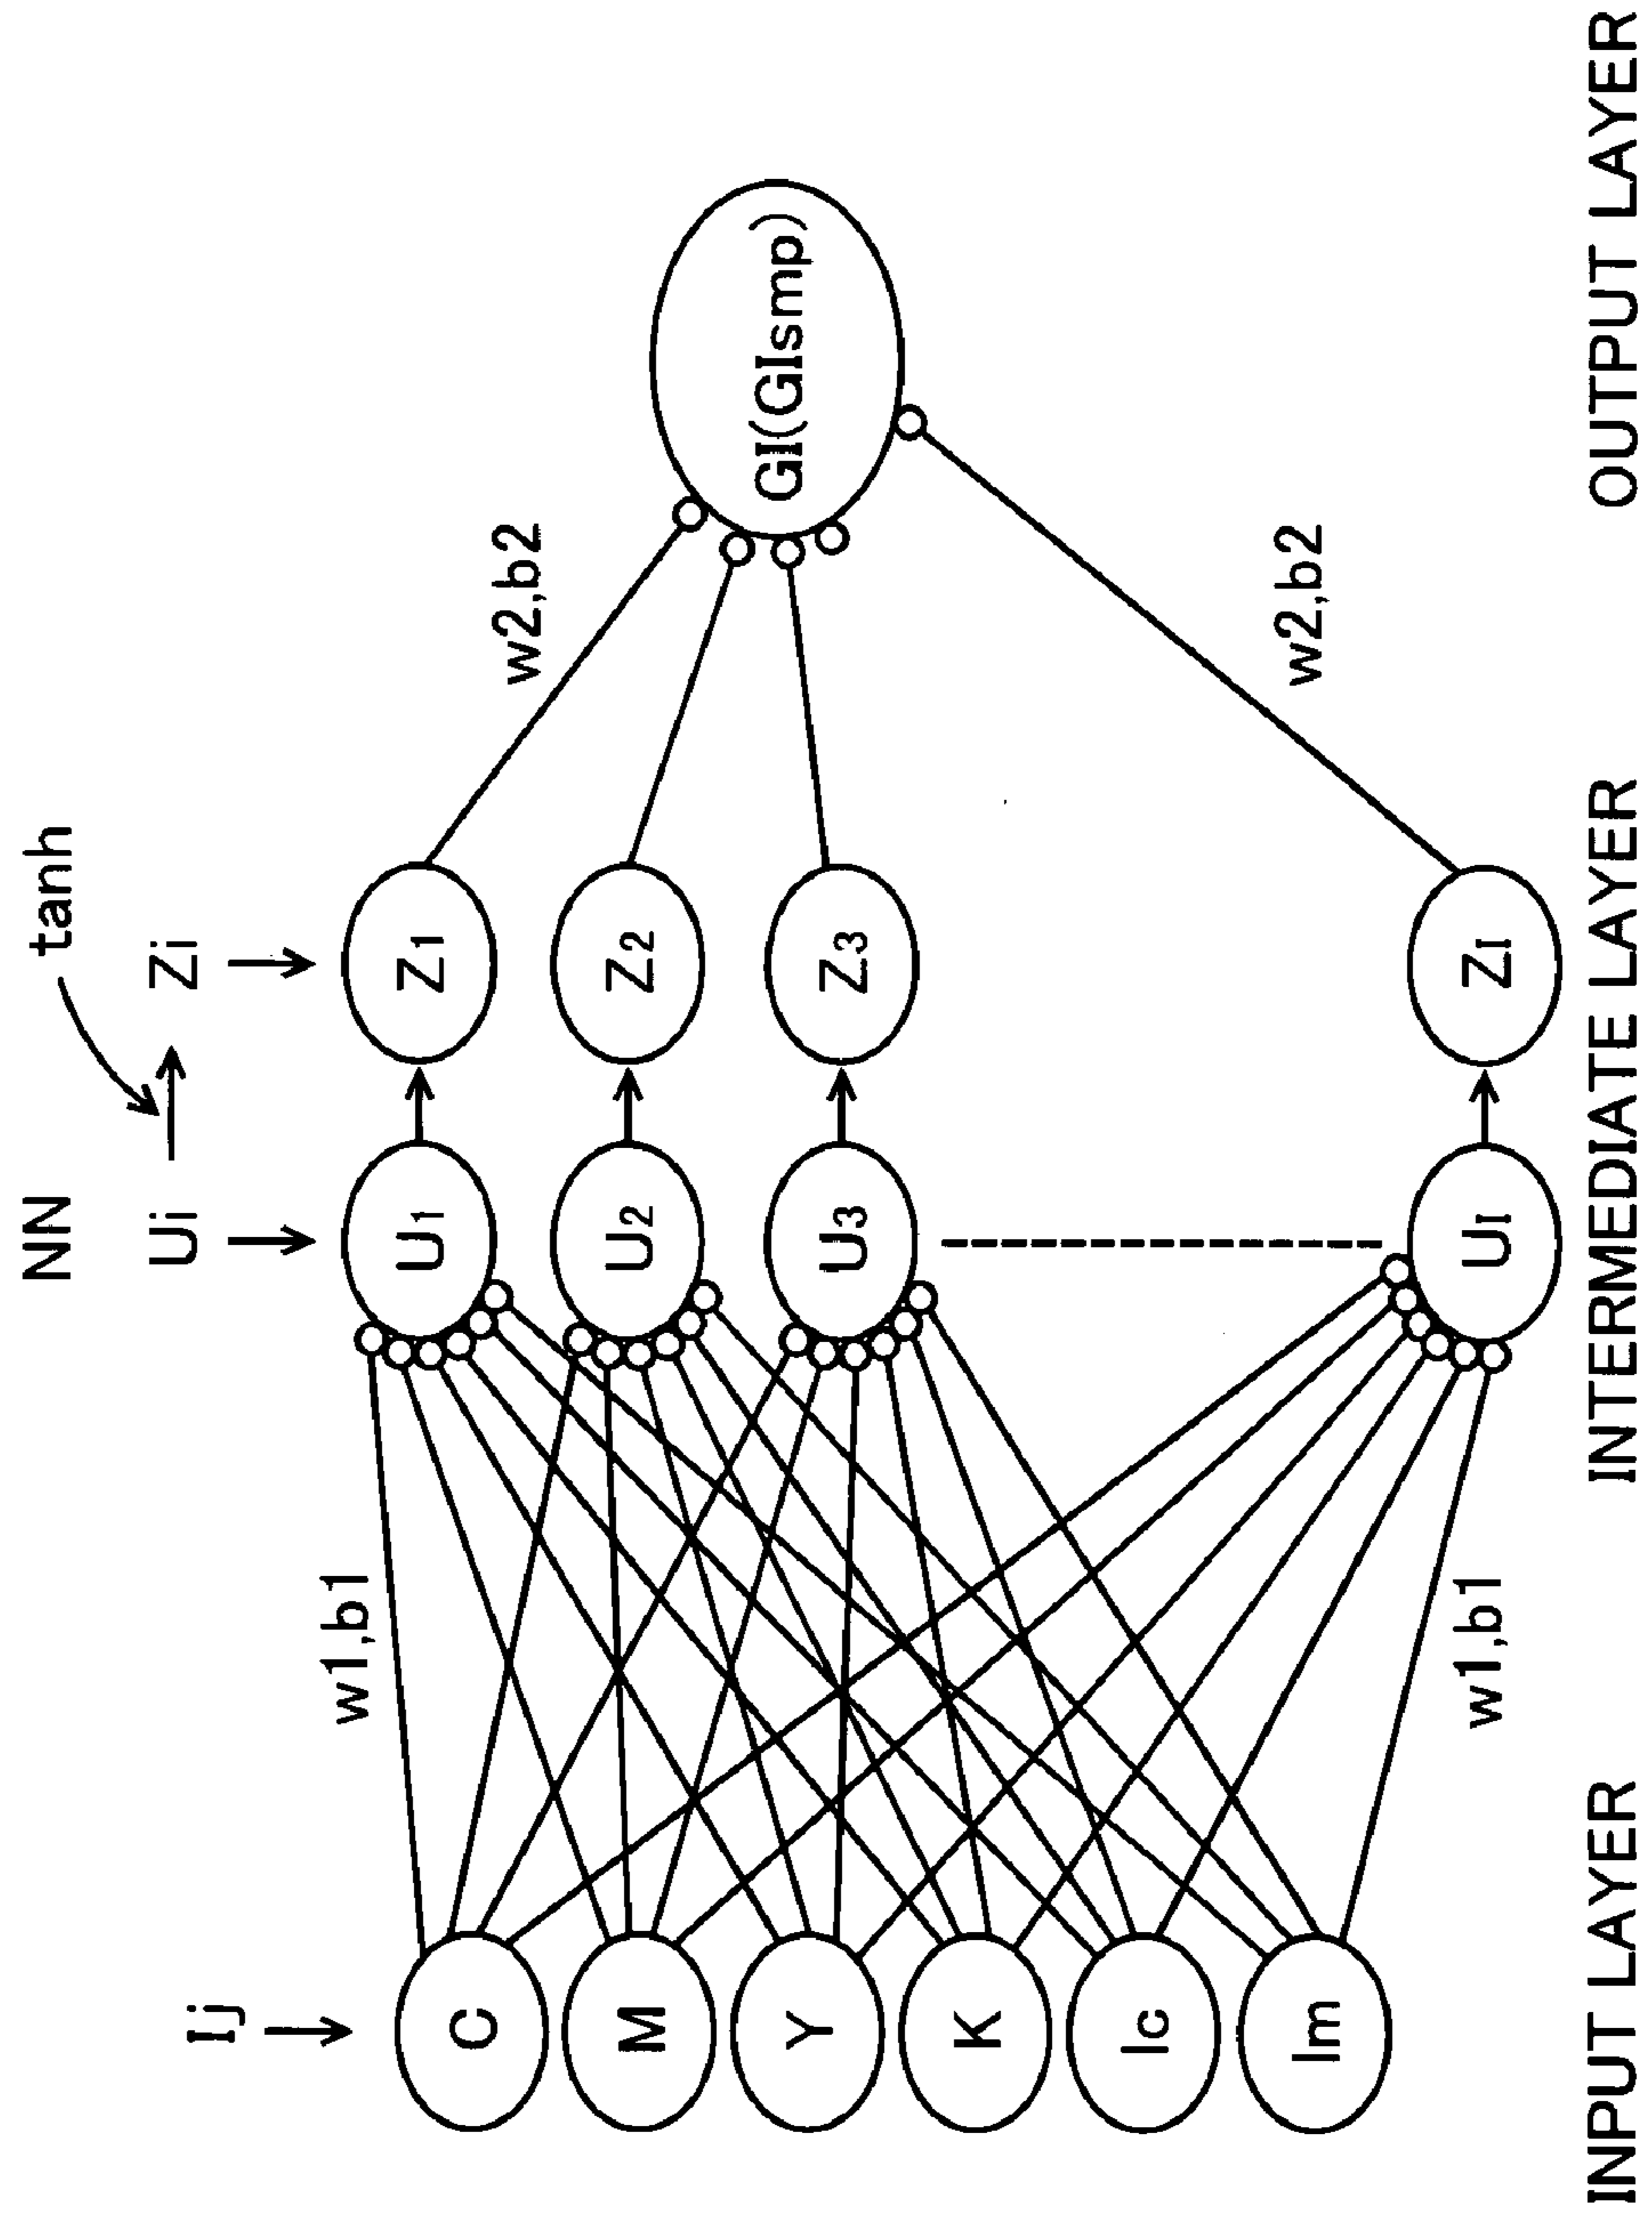 NN
tanh
Ij
Ui
Zi
w1,b1
w2,b2
C
M
Y
K
lc
lm
U1
U2
U3
UI
Z1
Z2
Z3
ZI
GI(GIsmp)
w1,b1
w2,b2
INPUT LAYER
INTERMEDIATE LAYER
OUTPUT LAYER